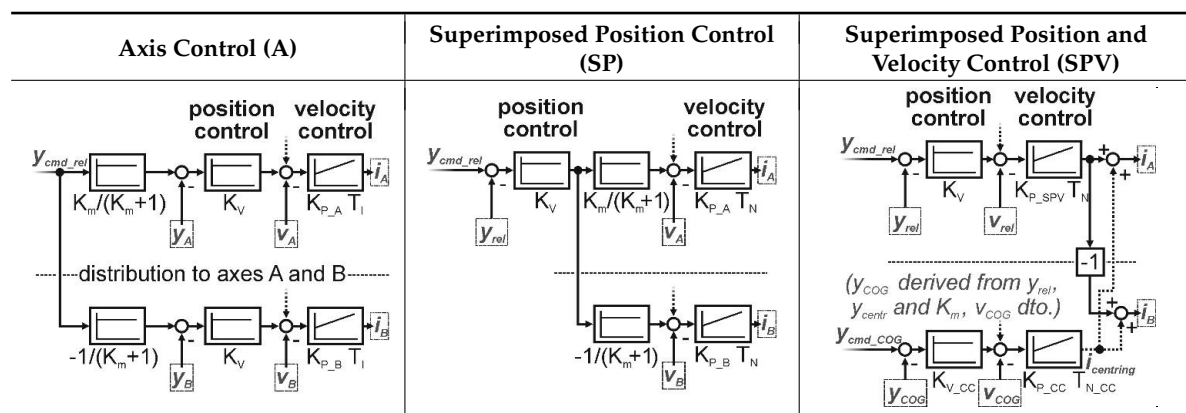 Axis Control (A)
Superimposed Position Control
(SP)
Superimposed Position and
Velocity Control (SPV)
position control
velocity control
y_cmd_rel
K_m/(K_m+1)
-
y_A
K_V
-
v_A
K_P_A T_I
i_A
distribution to axes A and B
-1/(K_m+1)
-
y_B
K_V
-
v_B
K_P_B T_I
i_B
position control
velocity control
y_cmd_rel
-
y_rel
K_V
K_m/(K_m+1)
-
v_A
K_P_A T_N
i_A
-1/(K_m+1)
-
v_B
K_P_B T_N
i_B
position control
velocity control
y_cmd_rel
-
y_rel
K_V
-
v_rel
K_P_SPV T_N
+
+
i_A
-1
(y_COG derived from y_rel,
y_centr and K_m, v_COG dto.)
+
+
i_B
y_cmd_COG
-
y_COG
K_V_CC
-
v_COG
K_P_CC T_N_CC
i_centring